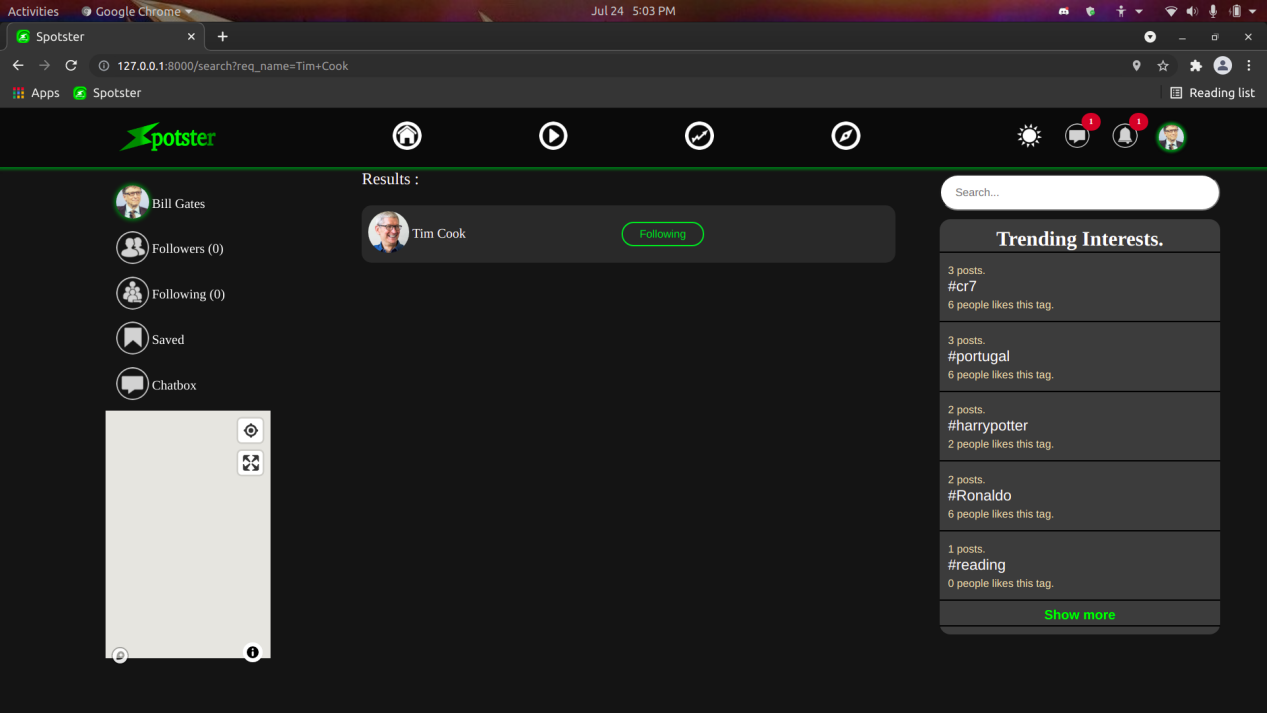 Activities
Google Chrome
Jul 24 5:03 PM
Spotster
127.0.0.1:8000/search?req_name=Tim+Cook
Apps
Spotster
Reading list
Spotster
1
1
Bill Gates
Followers (0)
Following (0)
Saved
Chatbox
Results :
Tim Cook
Following
Search...
Trending Interests.
3 posts.
#cr7
6 people likes this tag.
3 posts.
#portugal
6 people likes this tag.
2 posts.
#harrypotter
2 people likes this tag.
2 posts.
#Ronaldo
6 people likes this tag.
1 posts.
#reading
0 people likes this tag.
Show more